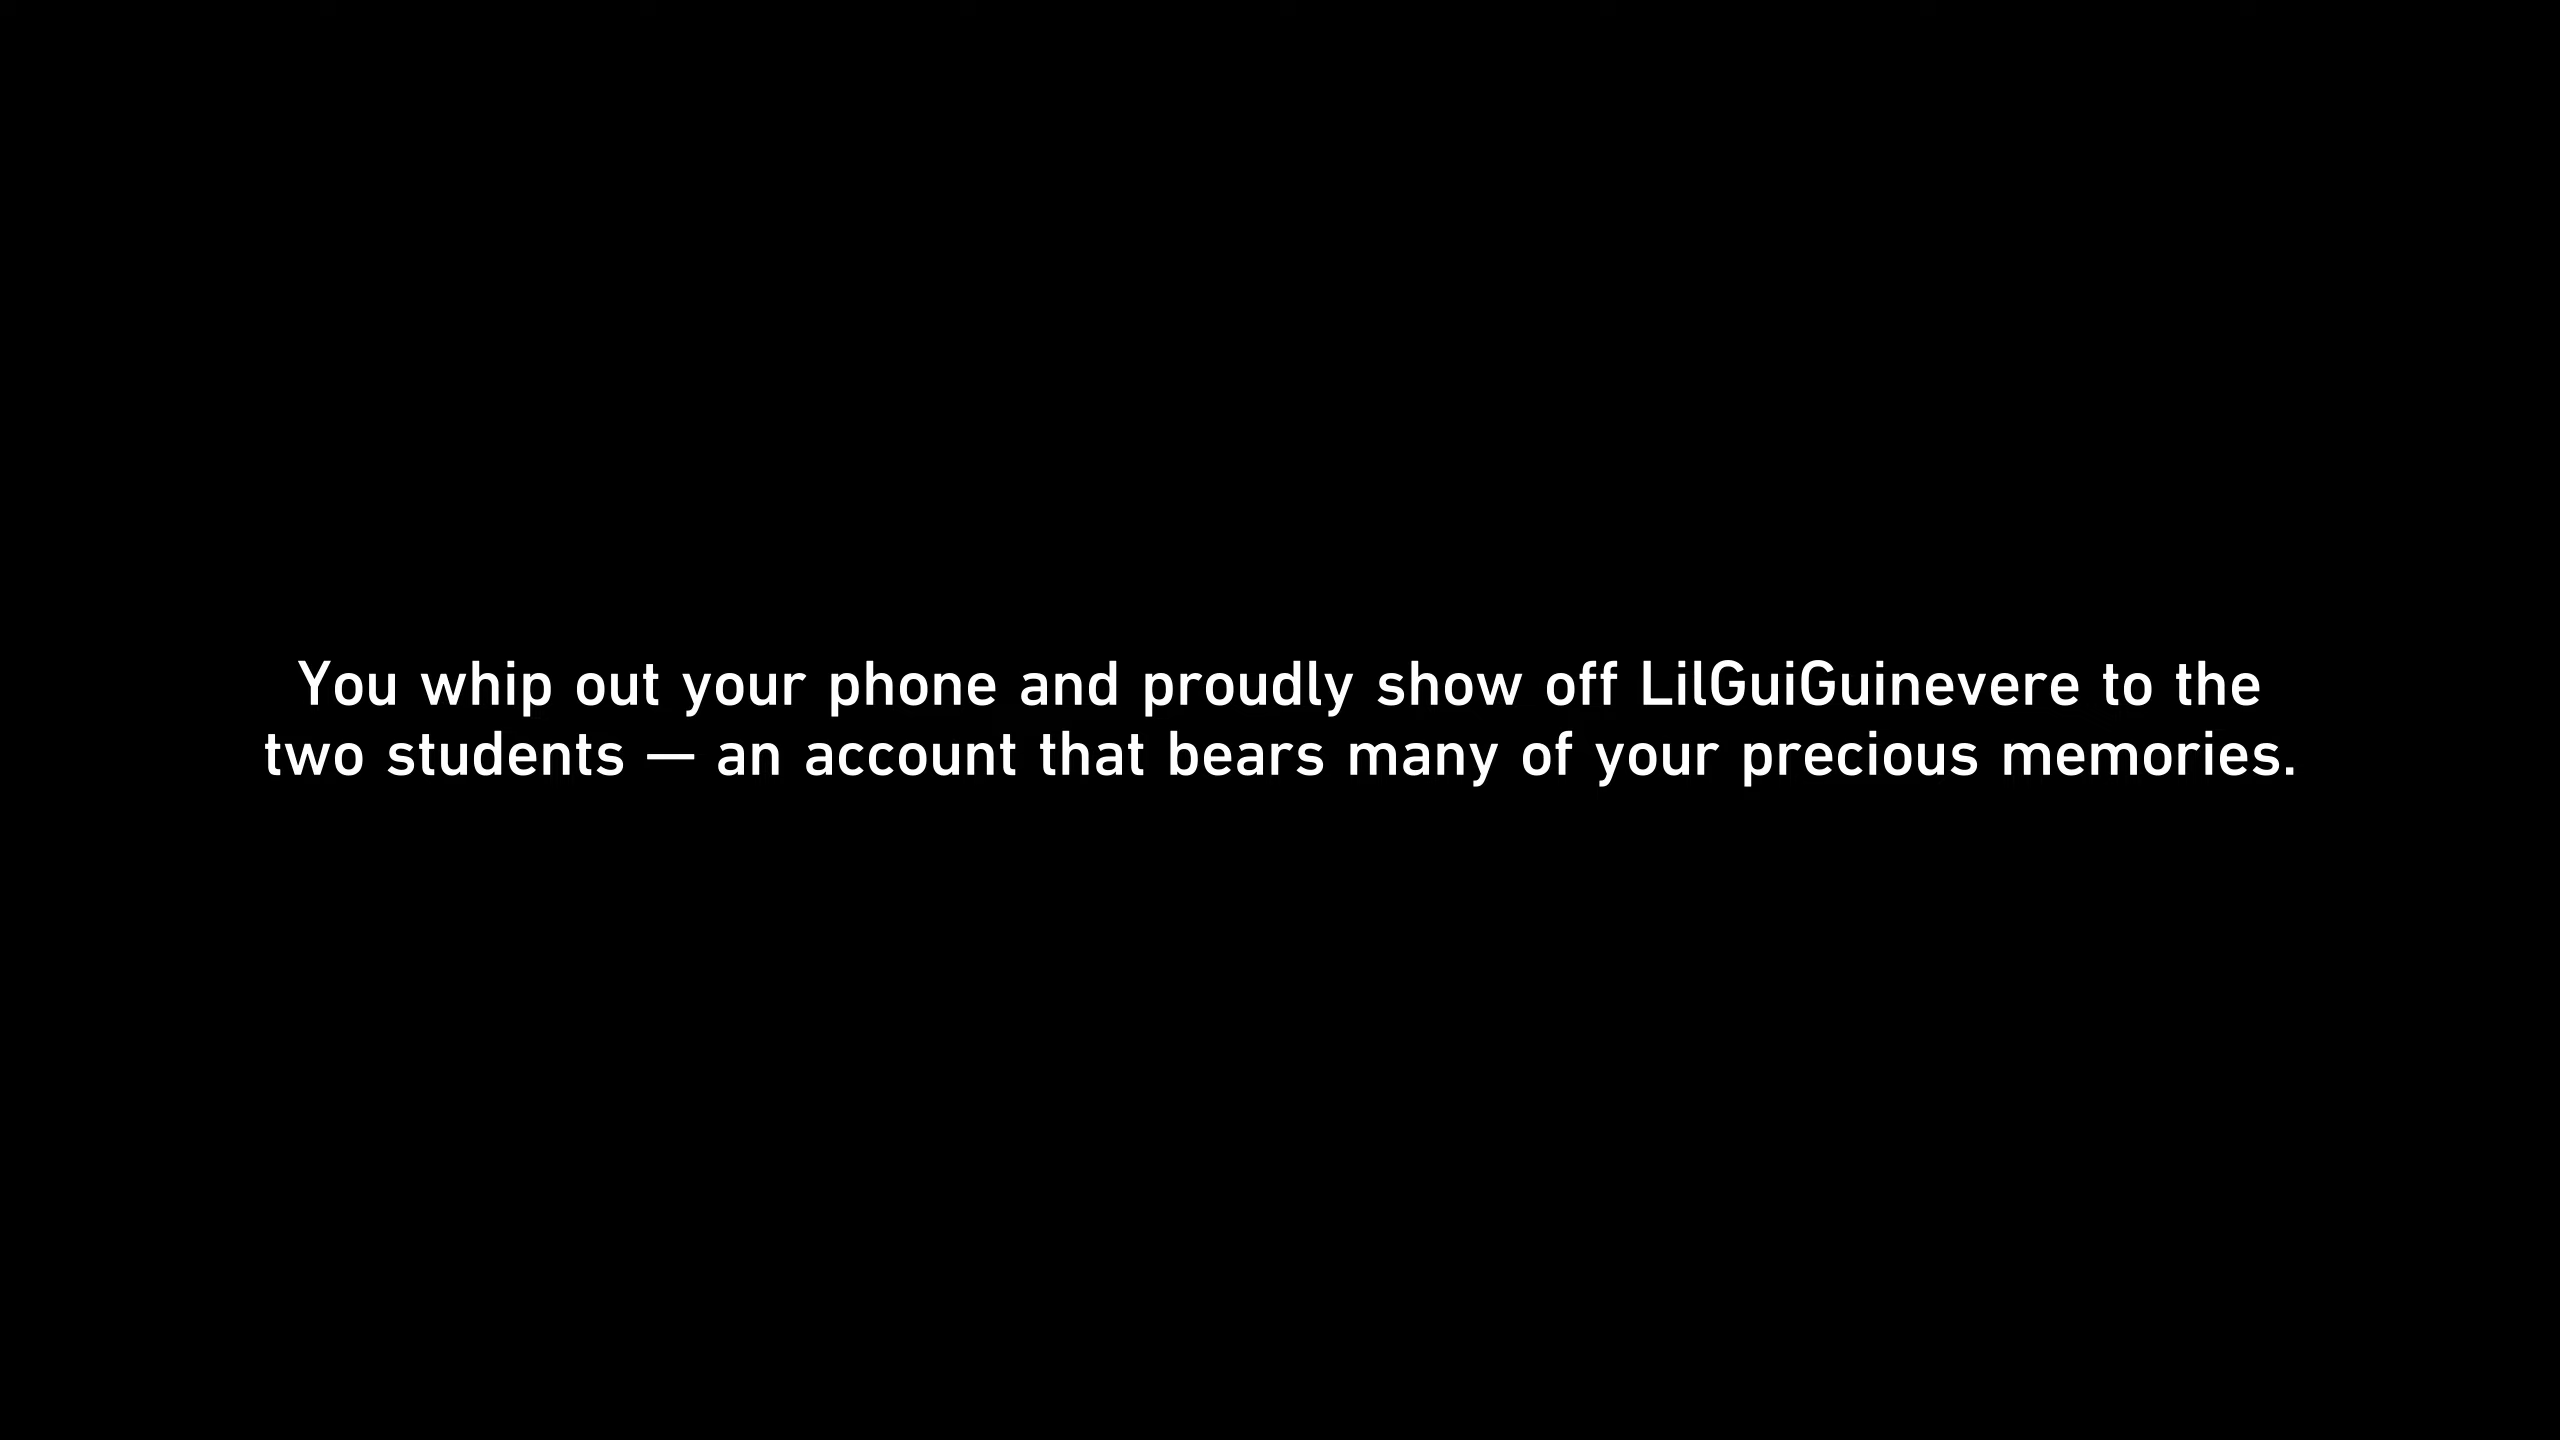 You whip out your phone and proudly show off LilGuiGuinevere to the
two students — an account that bears many of your precious memories.